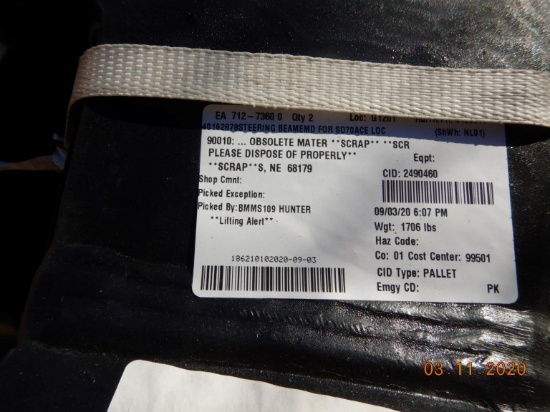 EA 712-7360 0 Qty 2 Loc: G1201
STEERING BEAMEMD FOR SD70ACE LOC (ShWh: NL01)
90010: ... OBSOLETE MATER **SCRAP** **SCR
PLEASE DISPOSE OF PROPERLY** Eqpt:
**SCRAP**S, NE 68179 CID: 2490460
Shop Cmnt:
Picked Exception:
Picked By: BMMS109 HUNTER 09/03/20 6:07 PM
**Lifting Alert** Wgt: 1706 lbs
Haz Code:
186210102020-09-03 Co: 01 Cost Center: 99501
CID Type: PALLET
Emgy CD: PK
03 11 2020